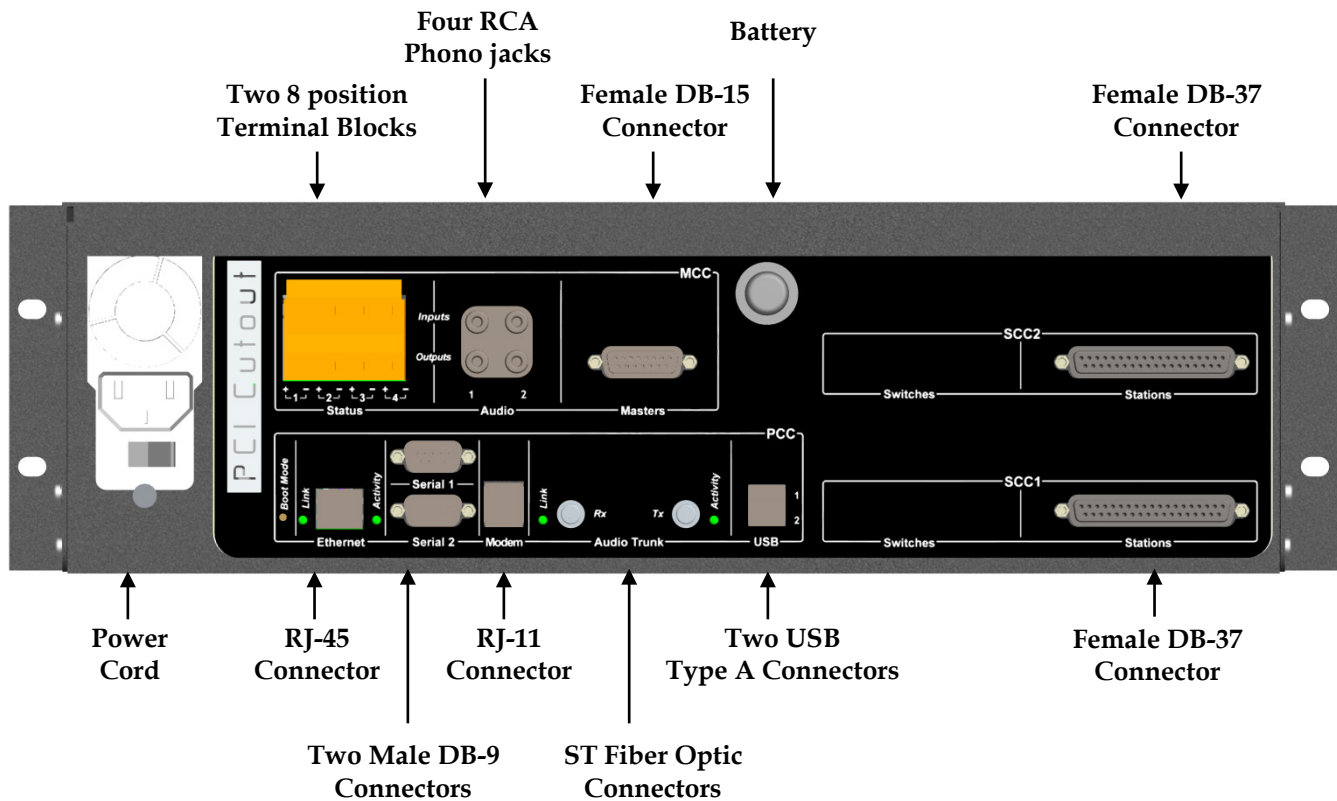 Four RCA
Phono jacks
Battery
Two 8 position
Terminal Blocks
Female DB-15
Connector
Female DB-37
Connector
PCI Cutout
MCC
Inputs
Outputs
+ - + - + - + -
1 2 3 4
1 2
Status
Audio
Masters
SCC2
Switches
Stations
PCC
Boot Mode
Link
Activity
Serial 1
Link
Rx
Tx
Activity
1
2
Ethernet
Serial 2
Modem
Audio Trunk
USB
SCC1
Switches
Stations
Power
Cord
RJ-45
Connector
RJ-11
Connector
Two USB
Type A Connectors
Female DB-37
Connector
Two Male DB-9
Connectors
ST Fiber Optic
Connectors